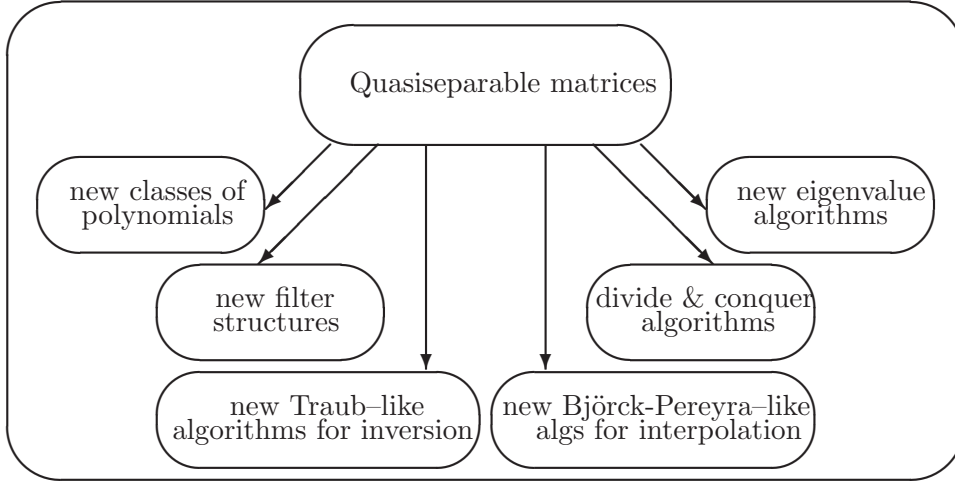 Quasiseparable matrices
new classes of
polynomials
new eigenvalue
algorithms
new filter
structures
divide & conquer
algorithms
new Traub–like
algorithms for inversion
new Björck-Pereyra–like
algs for interpolation